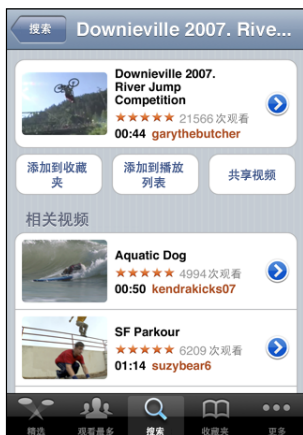 搜索
Downieville 2007. Rive...
Downieville 2007.
River Jump
Competition
21566 次观看
00:44 garythebutcher
添加到收藏
夹
添加到播放
列表
共享视频
相关视频
Aquatic Dog
4994 次观看
00:50 kendrakicks07
SF Parkour
6209 次观看
01:14 suzybear6
精选
观看最多
搜索
收藏夹
更多